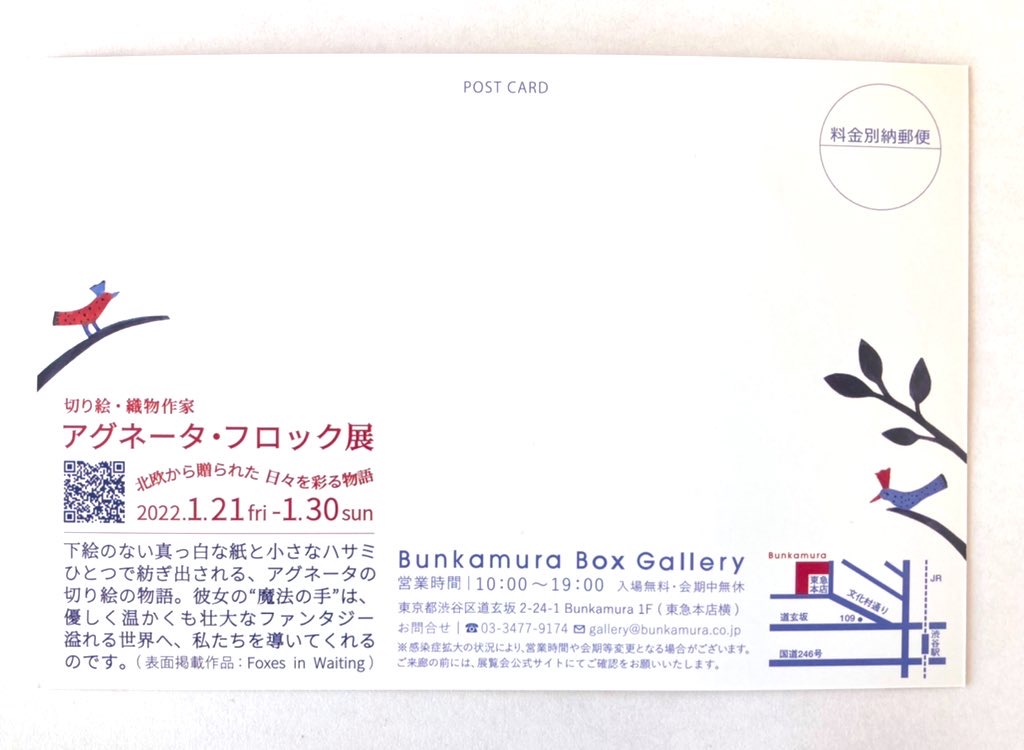 POST CARD
料金別納郵便
切り絵・織物作家
アグネータ・フロック展
北欧から贈られた 日々を彩る物語
2022.1.21 fri -1.30 sun
下絵のない真っ白な紙と小さなハサミ
ひとつで紡ぎ出される、アグネータの
切り絵の物語。彼女の“魔法の手”は、
優しく温かくも壮大なファンタジー
溢れる世界へ、私たちを導いてくれる
のです。（表面掲載作品：Foxes in Waiting）
Bunkamura Box Gallery
営業時間 | 10:00～19:00 入場無料・会期中無休
東京都渋谷区道玄坂 2-24-1 Bunkamura 1F（東急本店横）
お問合せ | ☎03-3477-9174 ✉ gallery@bunkamura.co.jp
※感染症拡大の状況により、営業時間や会期等変更となる場合がございます。
ご来廊の前には、展覧会公式サイトにてご確認をお願いいたします。
Bunkamura
東急
本店
文化村通り
JR
道玄坂
109
渋谷駅
国道246号